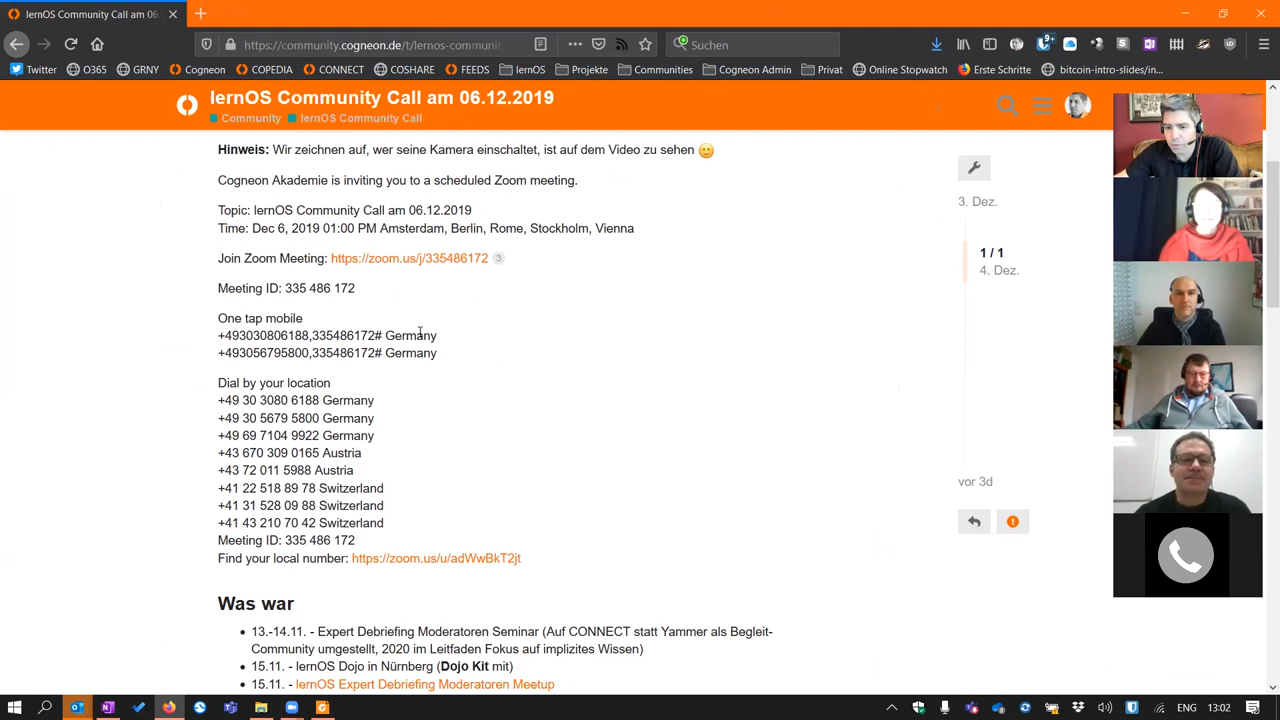 lernOS Community Call am 06.12.
https://community.cogneon.de/t/lernos-communit
Suchen
9+
Twitter
O365
GRNY
Cogneon
COPEDIA
CONNECT
COSHARE
FEEDS
lernOS
Projekte
Communities
Cogneon Admin
Privat
Online Stopwatch
Erste Schritte
bitcoin-intro-slides/in...
lernOS Community Call am 06.12.2019
Community lernOS Community Call
Hinweis: Wir zeichnen auf, wer seine Kamera einschaltet, ist auf dem Video zu sehen
Cogneon Akademie is inviting you to a scheduled Zoom meeting.
Topic: lernOS Community Call am 06.12.2019
Time: Dec 6, 2019 01:00 PM Amsterdam, Berlin, Rome, Stockholm, Vienna
Join Zoom Meeting: https://zoom.us/j/335486172 3
Meeting ID: 335 486 172
One tap mobile
+493030806188,335486172# Germany
+493056795800,335486172# Germany
Dial by your location
+49 30 3080 6188 Germany
+49 30 5679 5800 Germany
+49 69 7104 9922 Germany
+43 670 309 0165 Austria
+43 72 011 5988 Austria
+41 22 518 89 78 Switzerland
+41 31 528 09 88 Switzerland
+41 43 210 70 42 Switzerland
Meeting ID: 335 486 172
Find your local number: https://zoom.us/u/adWwBkT2jt
Was war
13.-14.11. - Expert Debriefing Moderatoren Seminar (Auf CONNECT statt Yammer als Begleit-
Community umgestellt, 2020 im Leitfaden Fokus auf implizites Wissen)
15.11. - lernOS Dojo in Nürnberg (Dojo Kit mit)
15.11. - lernOS Expert Debriefing Moderatoren Meetup
3. Dez.
1 / 1
4. Dez.
vor 3d
ENG
13:02